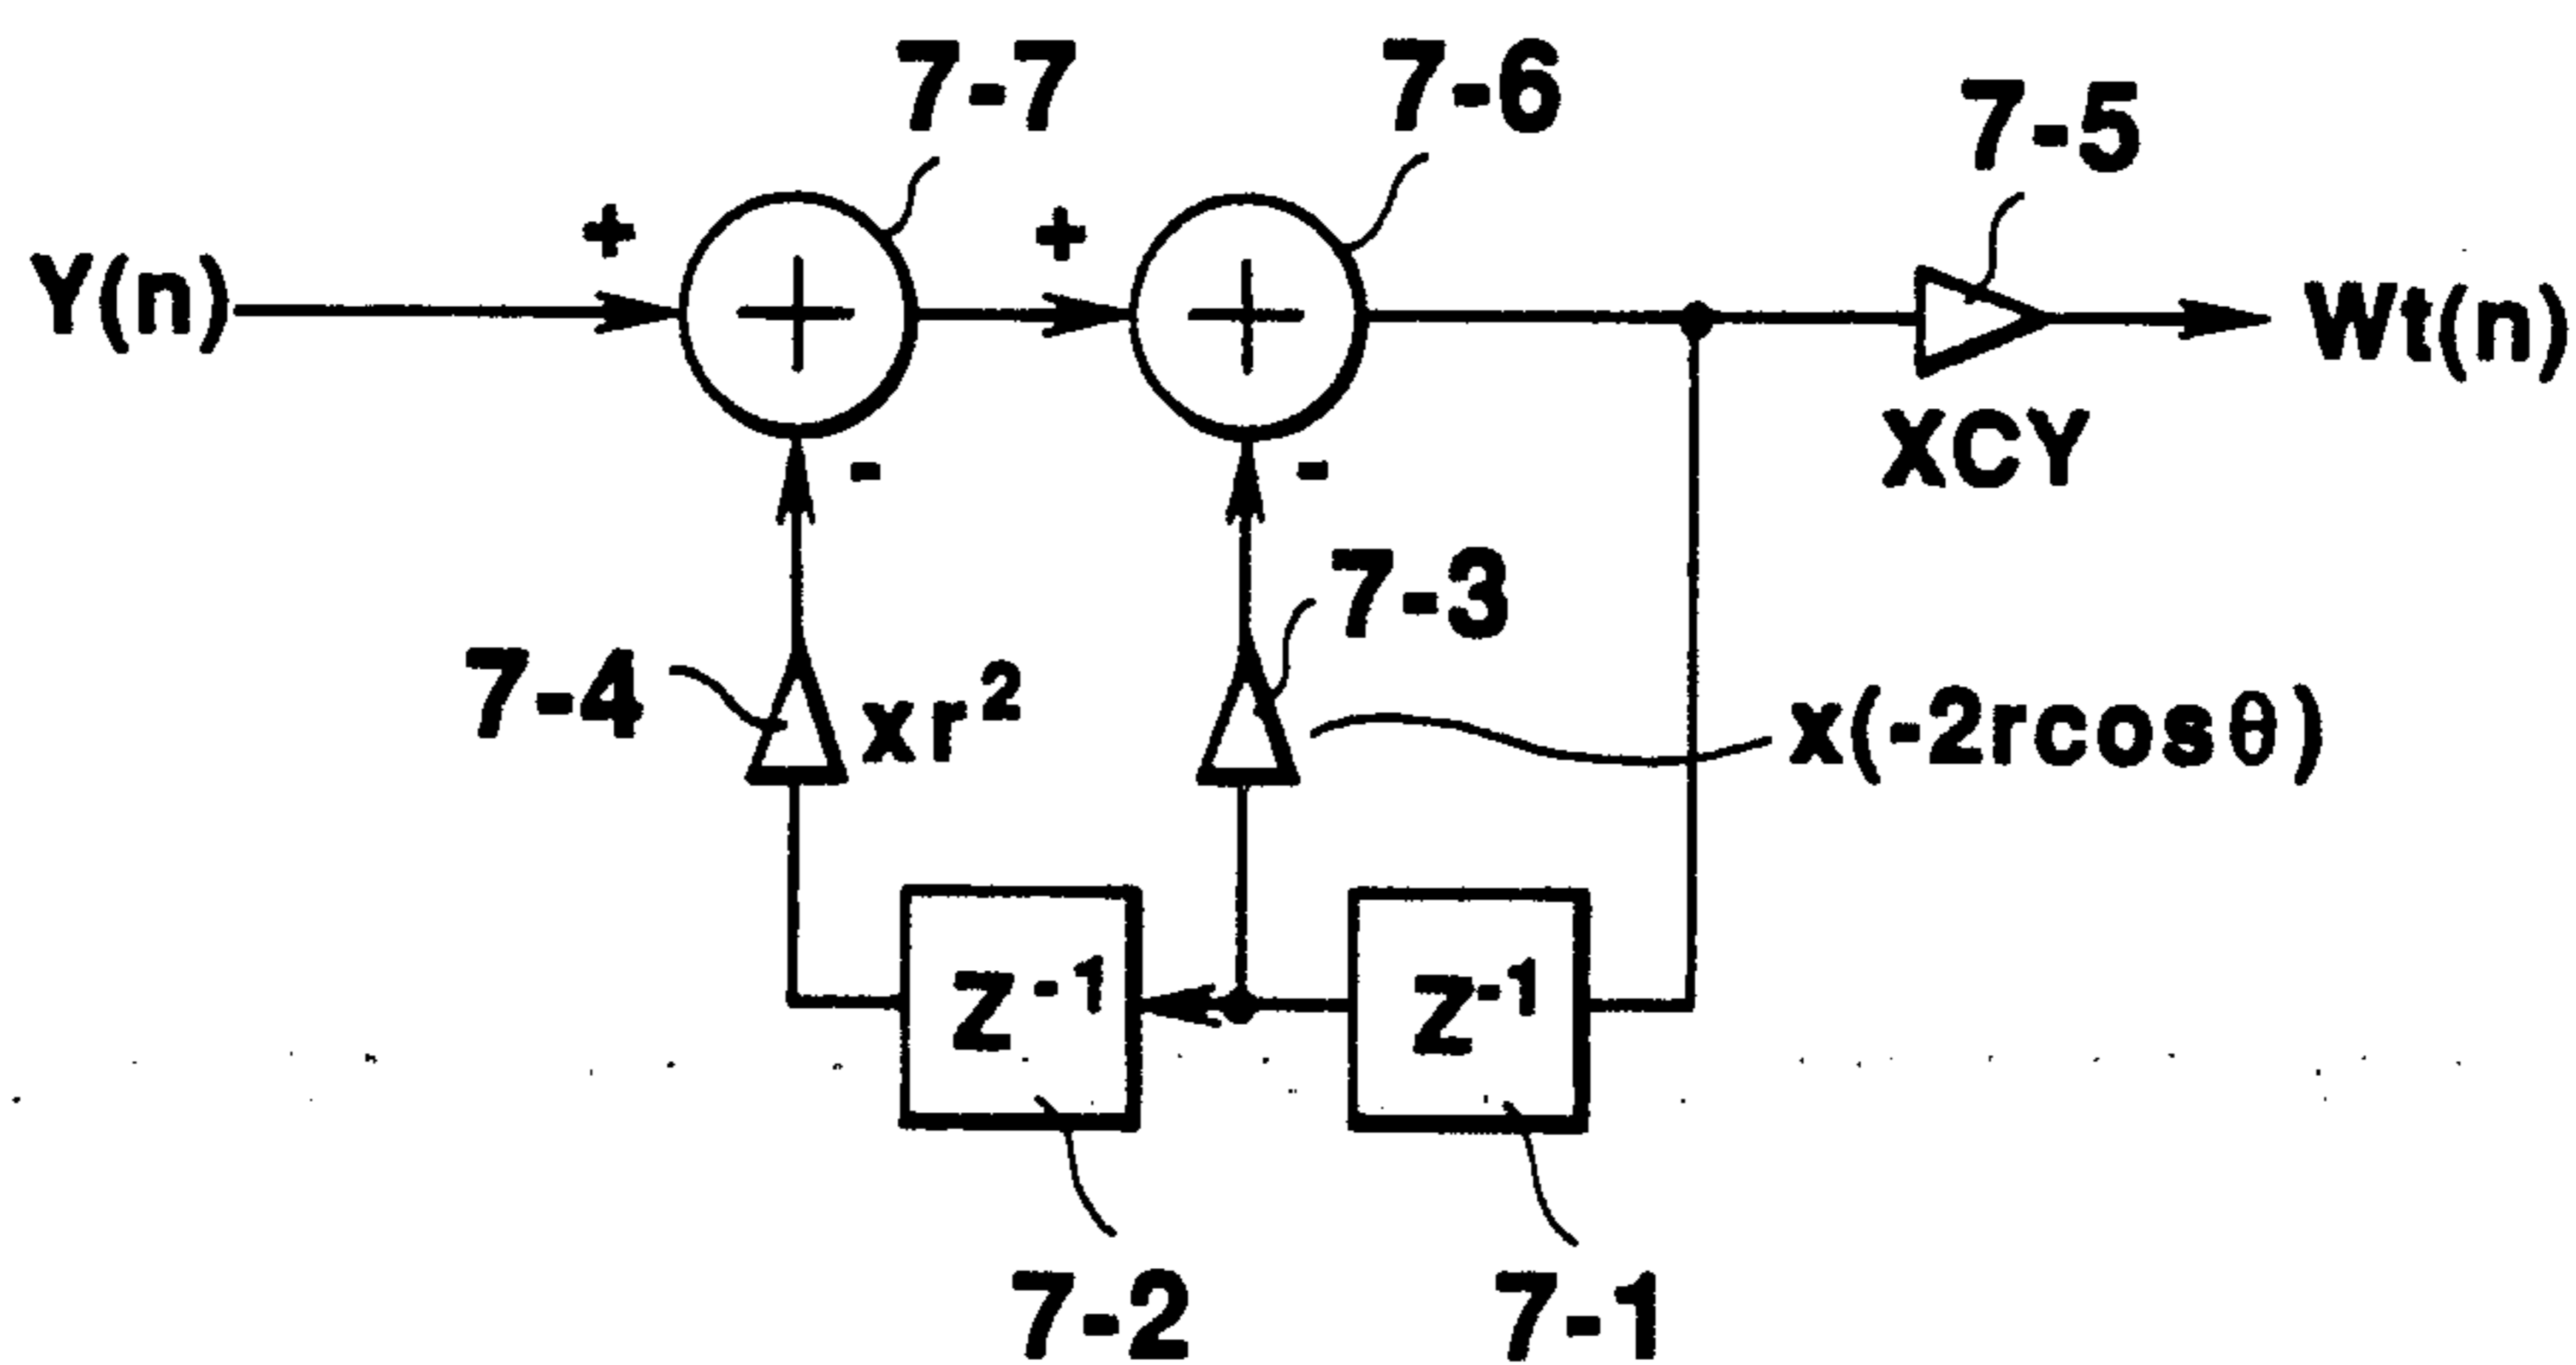 7-7
7-6
7-5
+
+
Y(n)
+
+
Wt(n)
XCY
-
-
7-3
7-4
xr²
x(-2rcosθ)
Z⁻¹
Z⁻¹
7-2
7-1